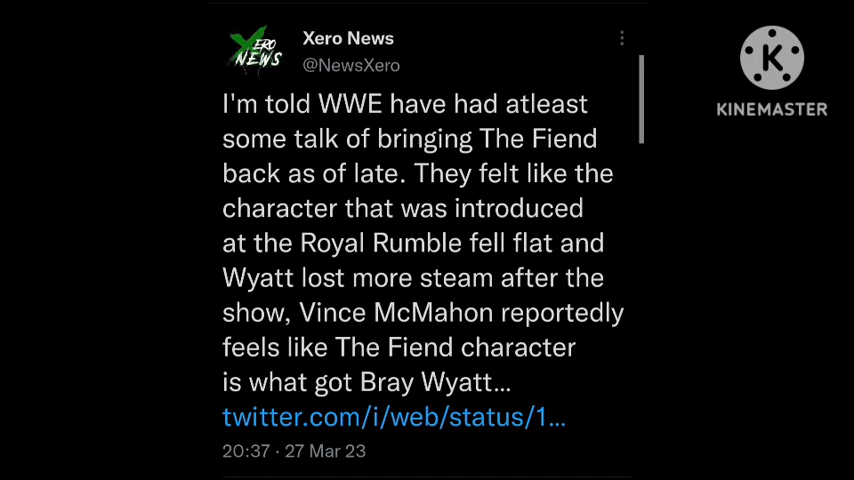 XERO
NEWS
Xero News
@NewsXero
I'm told WWE have had atleast
some talk of bringing The Fiend
back as of late. They felt like the
character that was introduced
at the Royal Rumble fell flat and
Wyatt lost more steam after the
show, Vince McMahon reportedly
feels like The Fiend character
is what got Bray Wyatt...
twitter.com/i/web/status/1...
20:37 · 27 Mar 23
K
KINEMASTER